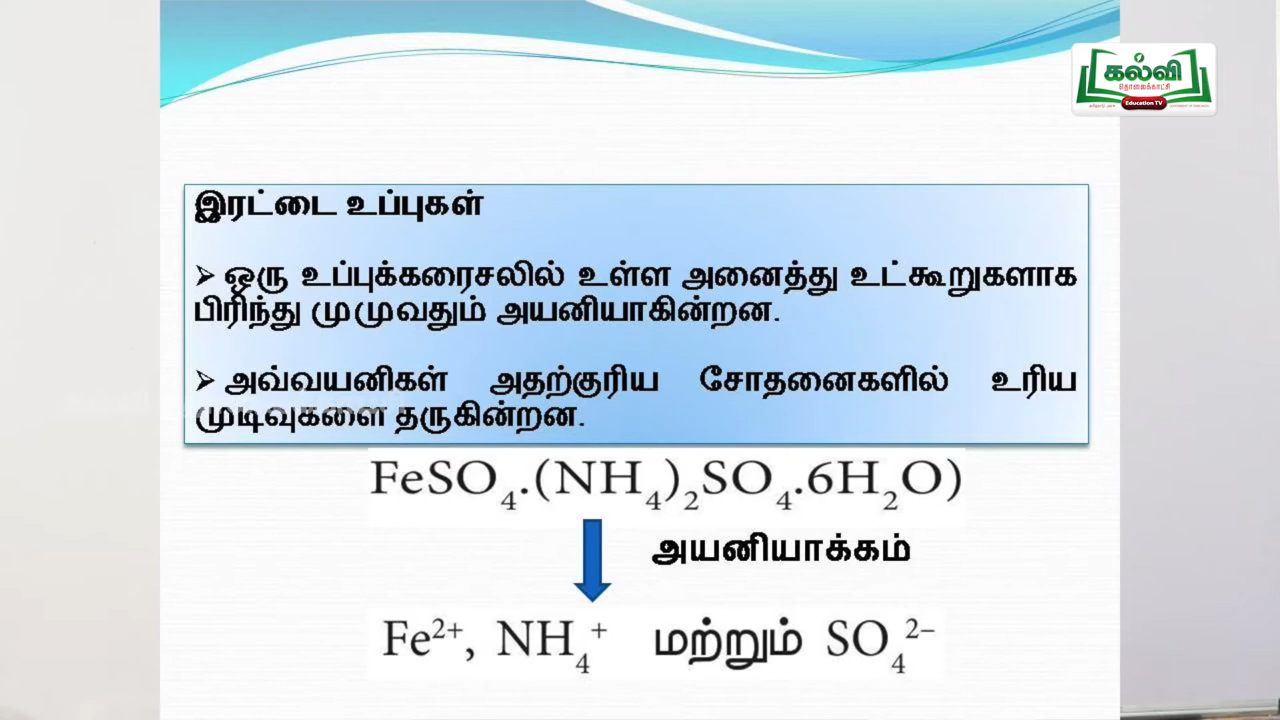 கல்வி
தொலைக்காட்சி
Education TV
இரட்டை உப்புகள்
➢ ஒரு உப்புக்கரைசலில் உள்ள அனைத்து உட்கூறுகளாக
பிரிந்து முமுவதும் அயனியாகின்றன.
➢ அவ்வயனிகள் அதற்குரிய சோதனைகளில் உரிய
முடிவுகளை தருகின்றன.
FeSO₄.(NH₄)₂SO₄.6H₂O)
அயனியாக்கம்
Fe²⁺, NH₄⁺ மற்றும் SO₄²⁻